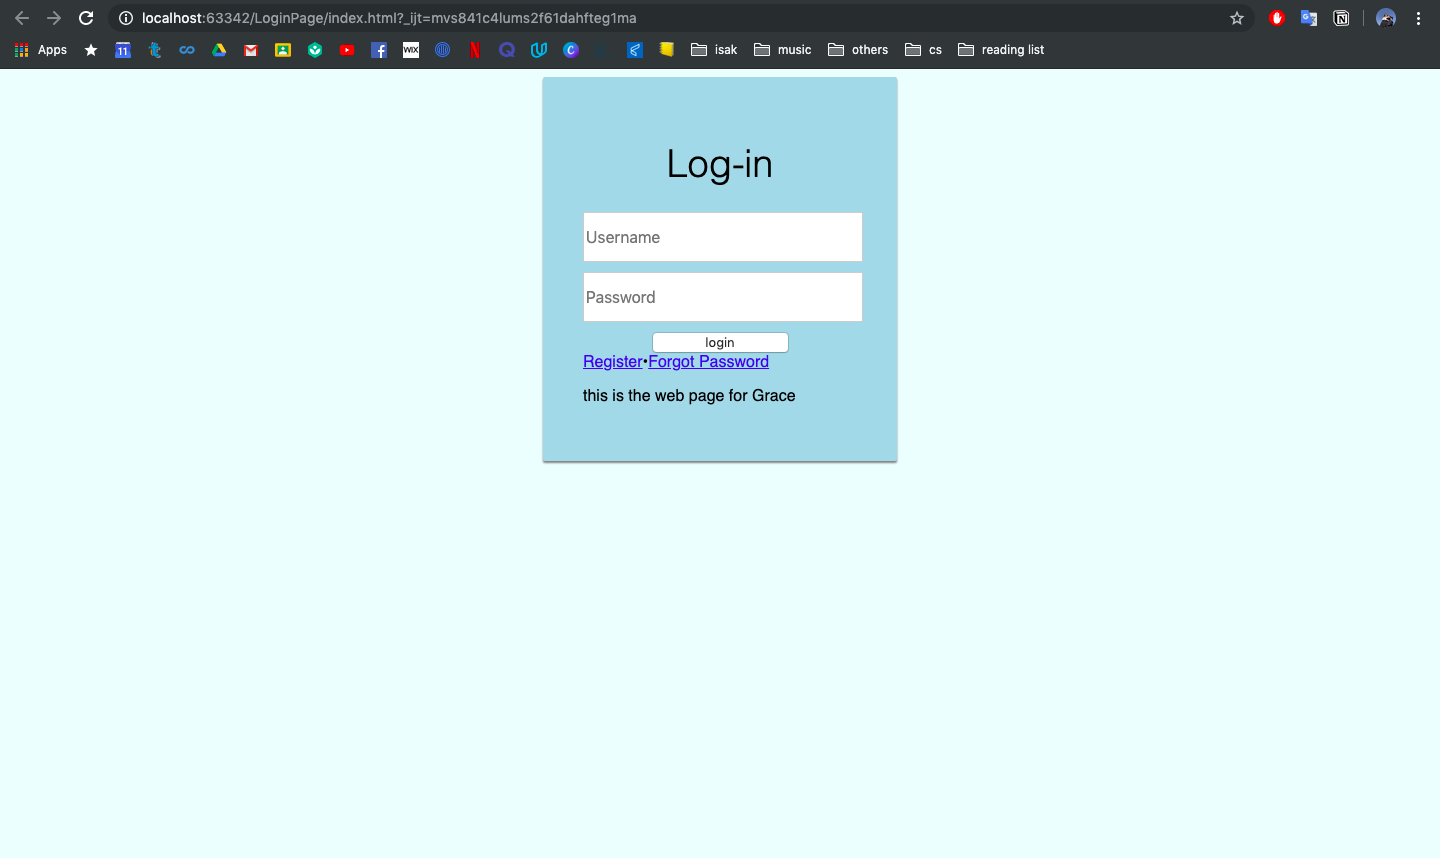 localhost:63342/LoginPage/index.html?_ijt=mvs841c4lums2f61dahfteg1ma
Apps 11 WIX isak music others cs reading list
Log-in
Username
Password
login
Register•Forgot Password
this is the web page for Grace